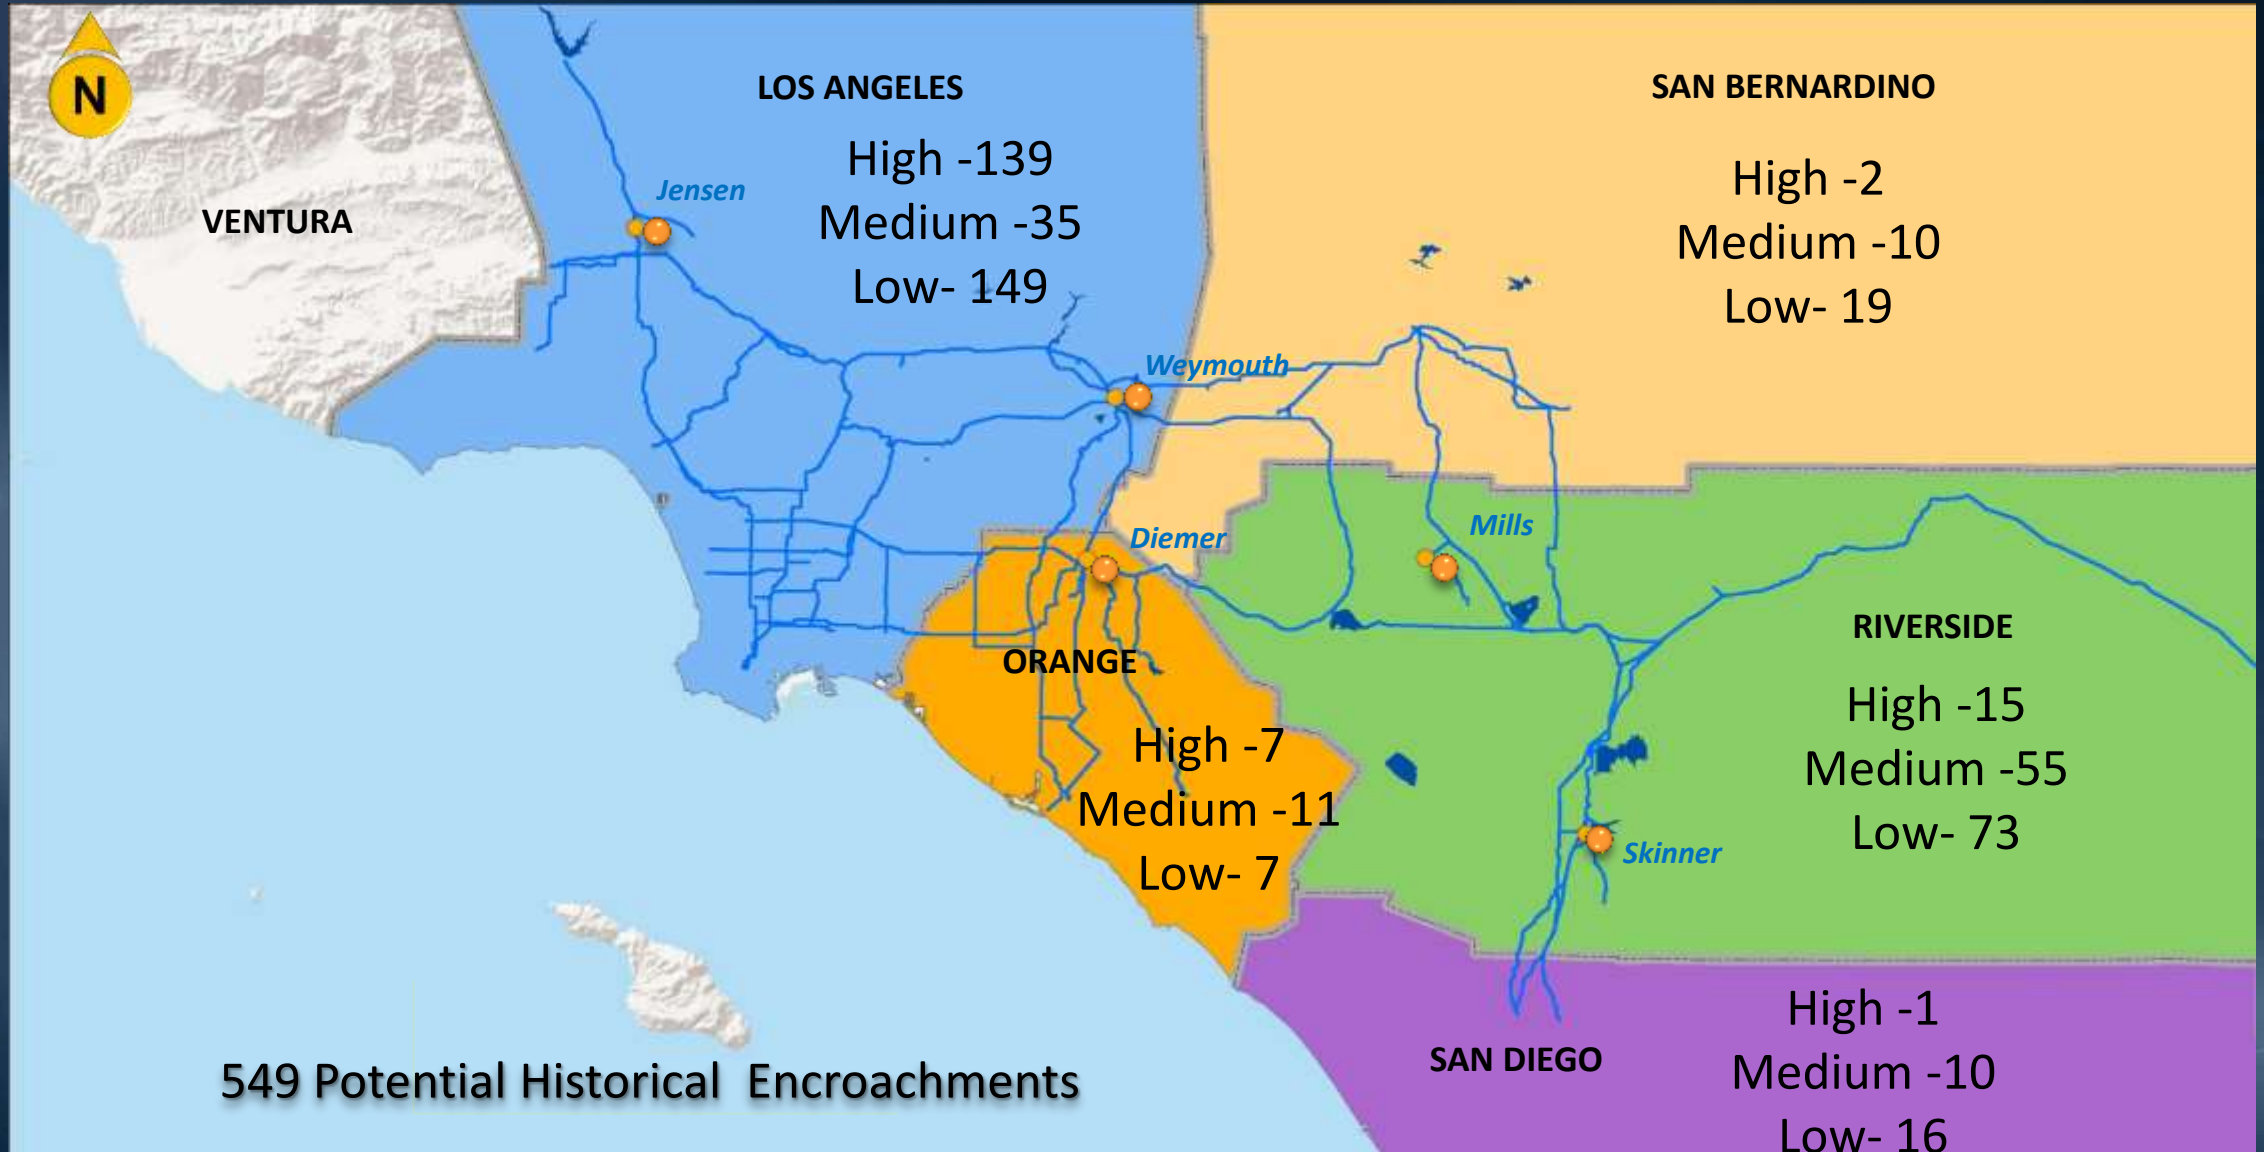 N
LOS ANGELES
High -139
Medium -35
Low- 149
SAN BERNARDINO
High -2
Medium -10
Low- 19
VENTURA
Jensen
Weymouth
Diemer
Mills
ORANGE
High -7
Medium -11
Low- 7
RIVERSIDE
High -15
Medium -55
Low- 73
Skinner
SAN DIEGO
High -1
Medium -10
Low- 16
549 Potential Historical  Encroachments